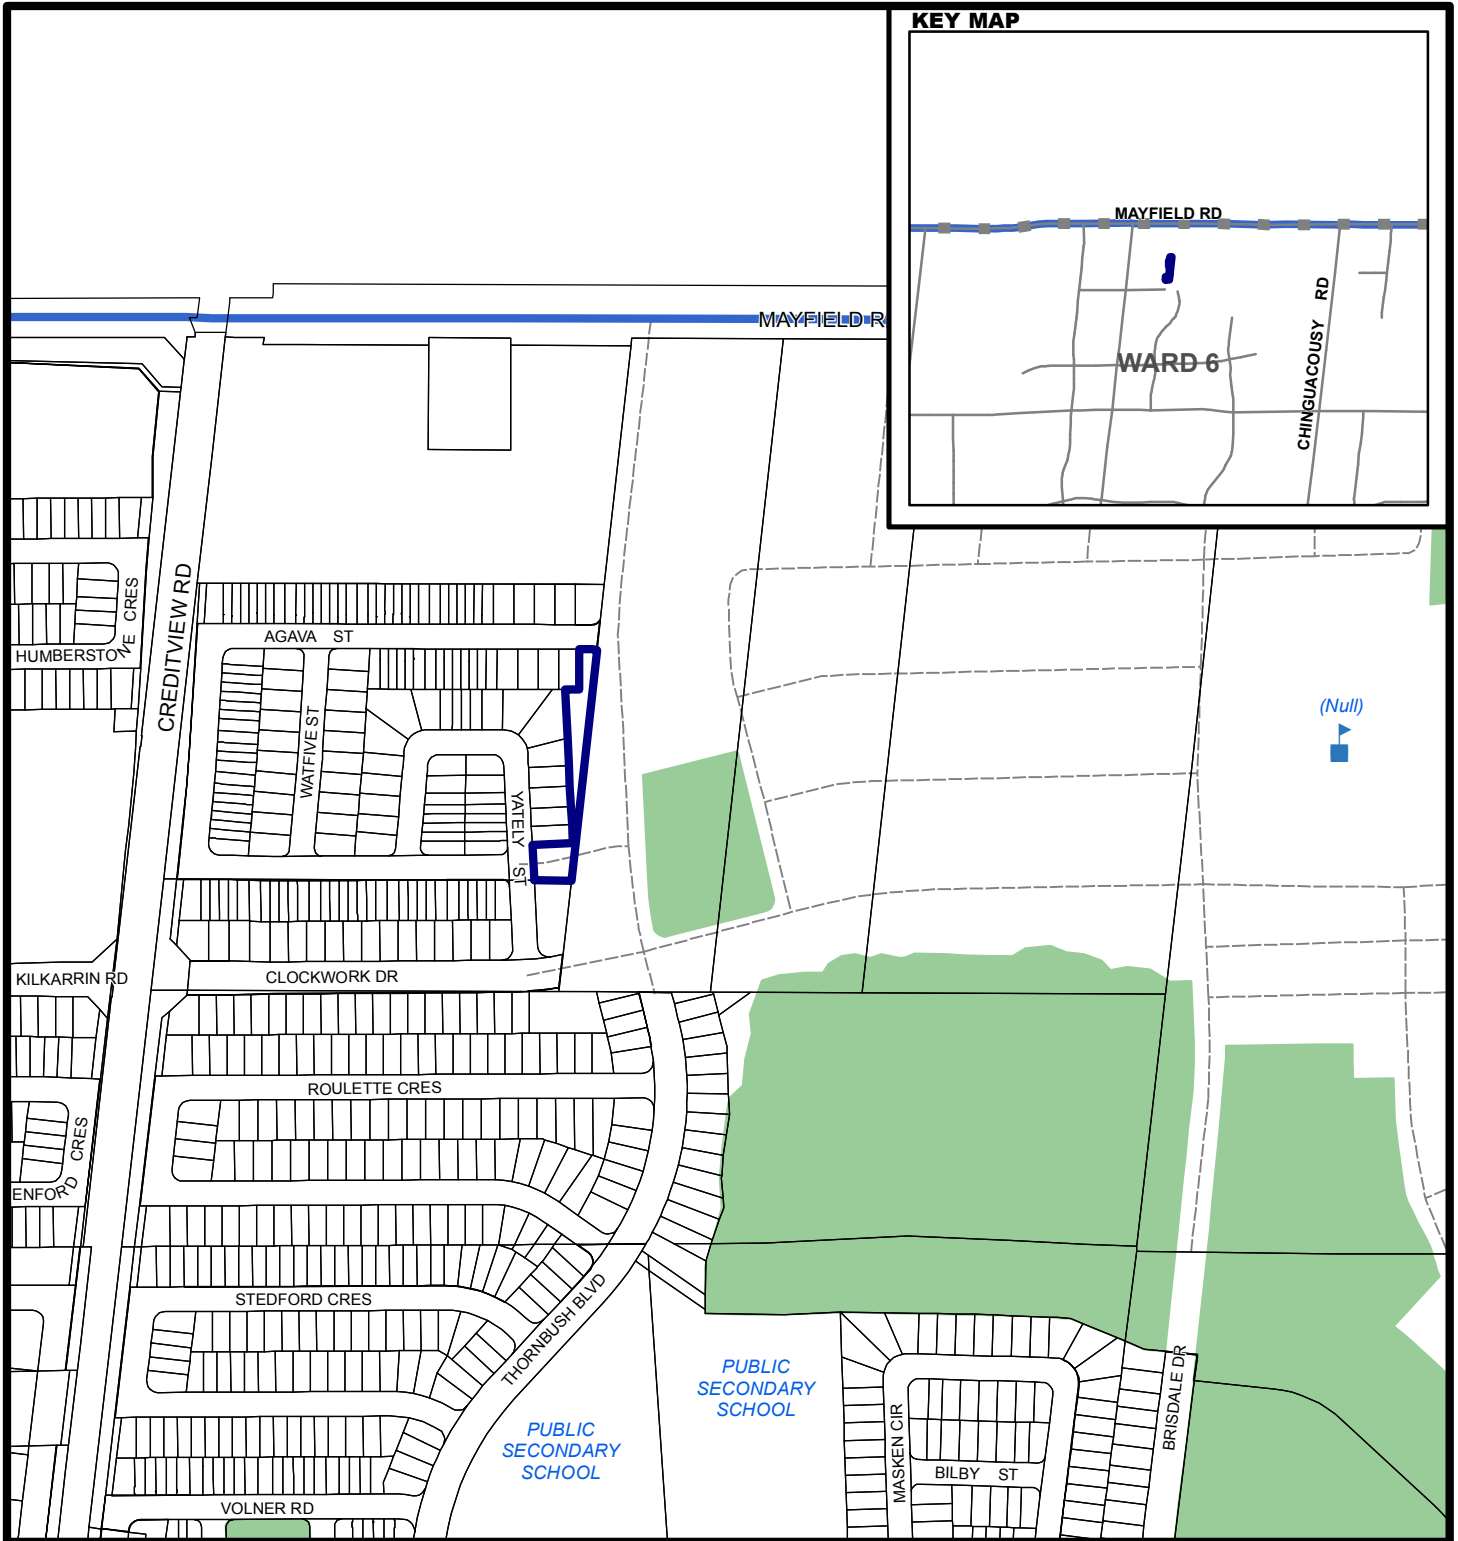 KEY MAP
MAYFIELD RD
CHINGUACOUSY RD
WARD 6
MAYFIELD R
CREDITVIEW RD
AGAVA ST
HUMBERSTONE CRES
WATFIVE ST
YATELY ST
(Null)
KILKARRIN RD
CLOCKWORK DR
ROULETTE CRES
ENFORD CRES
STEDFORD CRES
THORNBUSH BLVD
PUBLIC
SECONDARY
SCHOOL
PUBLIC
SECONDARY
SCHOOL
BRISDALE DR
MASKEN CIR
BILBY ST
VOLNER RD